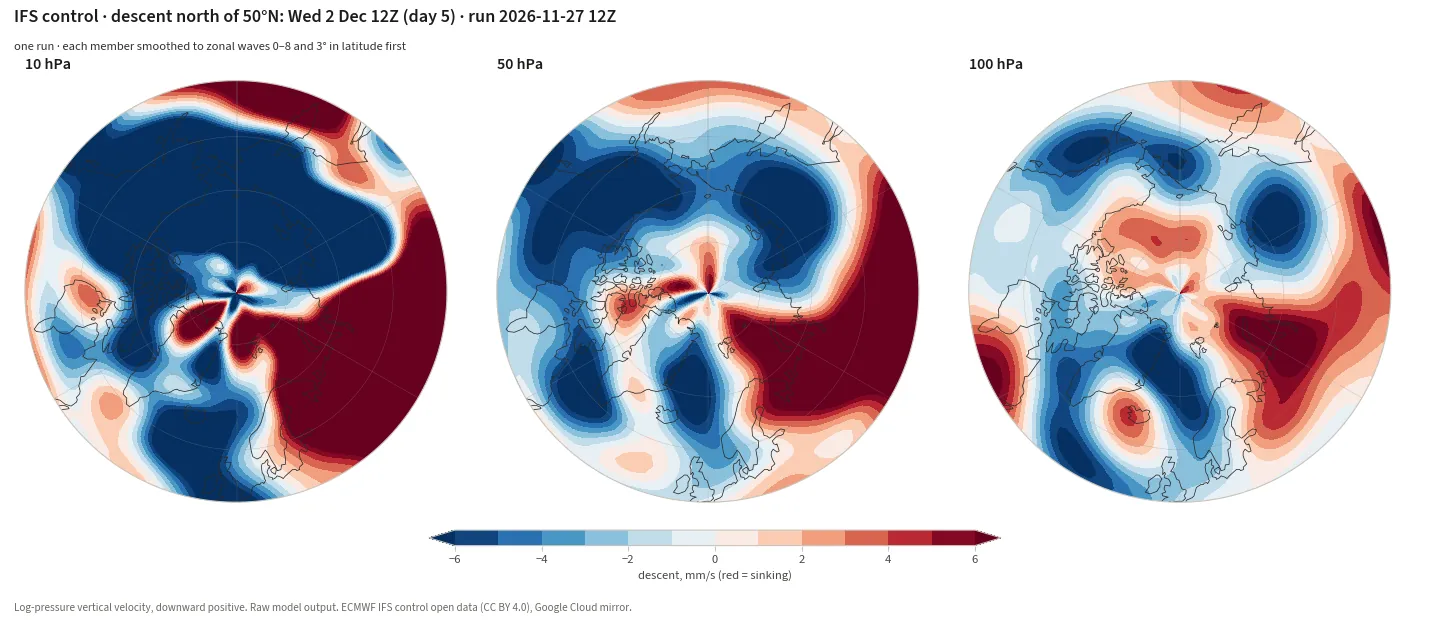 IFS control · descent north of 50°N: Wed 2 Dec 12Z (day 5) · run 2026-11-27 12Z
one run · each member smoothed to zonal waves 0–8 and 3° in latitude first
10 hPa
50 hPa
100 hPa
−6 −4 −2 0 2 4 6
descent, mm/s (red = sinking)
Log-pressure vertical velocity, downward positive. Raw model output. ECMWF IFS control open data (CC BY 4.0), Google Cloud mirror.